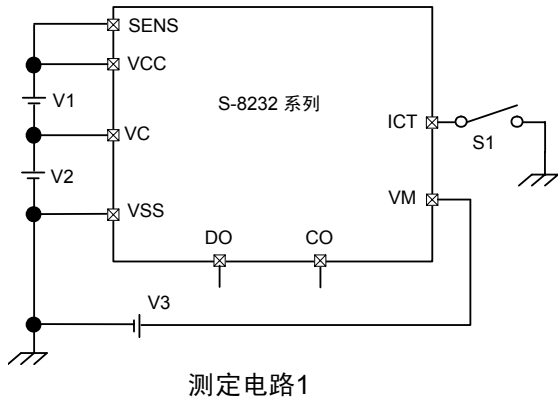 SENS
VCC
V1
S-8232 系列
ICT
S1
VC
V2
VM
VSS
DO
CO
V3
测定电路1